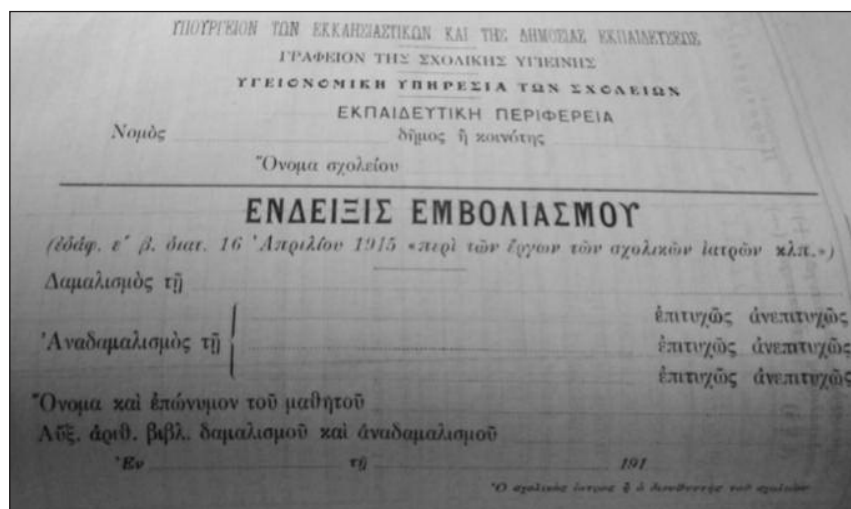 ΥΠΟΥΡΓΕΙΟΝ ΤΩΝ ΕΚΚΛΗΣΙΑΣΤΙΚΩΝ ΚΑΙ ΤΗΣ ΔΗΜΟΣΙΑΣ ΕΚΠΑΙΔΕΥΣΕΩΣ
ΓΡΑΦΕΙΟΝ ΤΗΣ ΣΧΟΛΙΚΗΣ ΥΓΙΕΙΝΗΣ
ΥΓΕΙΟΝΟΜΙΚΗ ΥΠΗΡΕΣΙΑ ΤΩΝ ΣΧΟΛΕΙΩΝ
ΕΚΠΑΙΔΕΥΤΙΚΗ ΠΕΡΙΦΕΡΕΙΑ
Νομὸς δῆμος ἢ κοινότης
Ὄνομα σχολείου
ΕΝΔΕΙΞΙΣ ΕΜΒΟΛΙΑΣΜΟΥ
(ἐδάφ. ε΄ β. διατ. 16 Ἀπριλίου 1915 «περὶ τῶν ἔργων τῶν σχολικῶν ἰατρῶν κλπ.»)
Δαμαλισμὸς τῇ
ἐπιτυχῶς ἀνεπιτυχῶς
Ἀναδαμαλισμὸς τῇ ἐπιτυχῶς ἀνεπιτυχῶς
ἐπιτυχῶς ἀνεπιτυχῶς
Ὄνομα καὶ ἐπώνυμον τοῦ μαθητοῦ
Αὔξ. ἀριθ. βιβλ. δαμαλισμοῦ καὶ ἀναδαμαλισμοῦ
Ἐν τῇ 191
Ὁ σχολικὸς ἰατρὸς ἢ ὁ διευθυντὴς τοῦ σχολείου